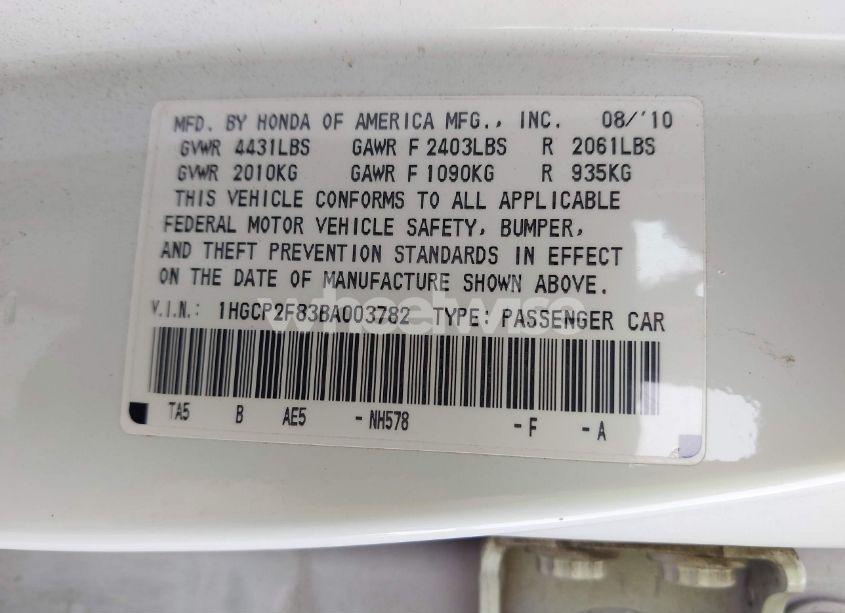 MFD. BY HONDA OF AMERICA MFG., INC. 08/'10
GVWR 4431LBS GAWR F 2403LBS R 2061LBS
GVWR 2010KG GAWR F 1090KG R 935KG
THIS VEHICLE CONFORMS TO ALL APPLICABLE
FEDERAL MOTOR VEHICLE SAFETY, BUMPER,
AND THEFT PREVENTION STANDARDS IN EFFECT
ON THE DATE OF MANUFACTURE SHOWN ABOVE.
V.I.N.: 1HGCP2F83BA003782 TYPE: PASSENGER CAR
wheelwise
TA5 B AE5 -NH578 -F -A